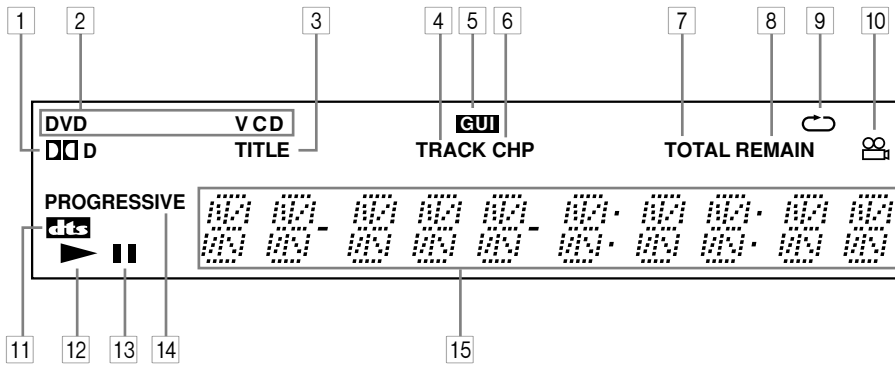 1 2 3 4 5 6 7 8 9 10
DVD VCD GUI
D TITLE TRACK CHP TOTAL REMAIN
PROGRESSIVE
dts
11 12 13 14 15